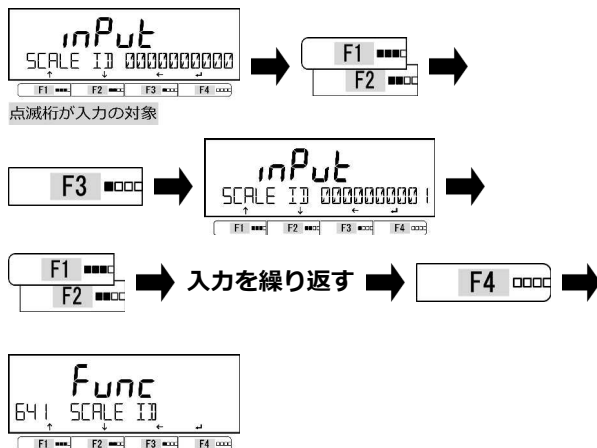 inPut
SCALE ID 0000000000
↑ ↓ ← ↵
F1 F2 F3 F4
点滅桁が入力の対象
F1
F2
F3
inPut
SCALE ID 0000000001
↑ ↓ ← ↵
F1 F2 F3 F4
F1
F2
入力を繰り返す
F4
Func
641 SCALE ID
↑ ↓ ← ↵
F1 F2 F3 F4